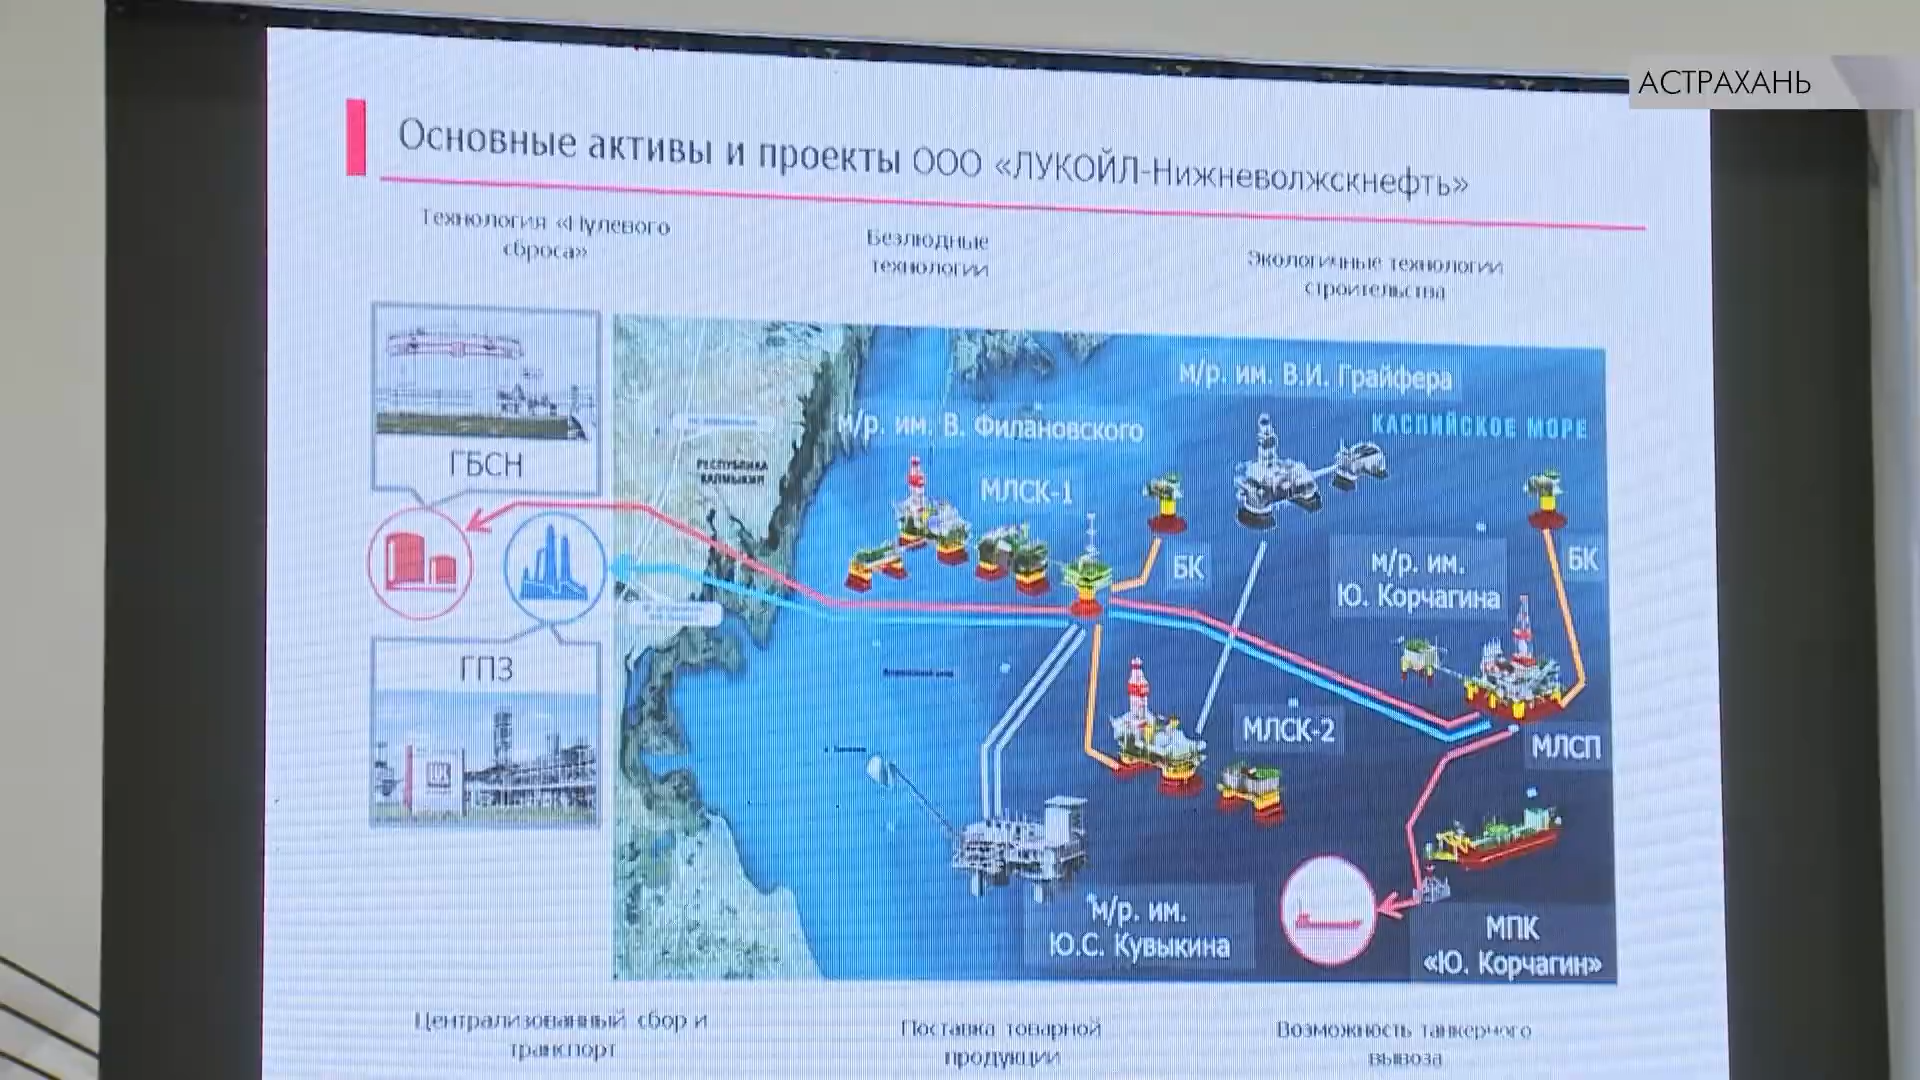 АСТРАХАНЬ
Основные активы и проекты ООО «ЛУКОЙЛ-Нижневолжскнефть»
Технология «Нулевого
сброса»
Безлюдные
технологии
Экологичные технологии
строительства
м/р. им. В.И. Грайфера
КАСПИЙСКОЕ МОРЕ
м/р. им. В. Филановского
ГБСН
РЕСПУБЛИКА
КАЛМЫКИЯ
МЛСК-1
БК
м/р. им.
Ю. Корчагина
БК
ГПЗ
МЛСК-2
МЛСП
м/р. им.
Ю.С. Кувыкина
МПК
«Ю. Корчагин»
Централизованный сбор и
транспорт
Поставка товарной
продукции
Возможность танкерного
вывоза